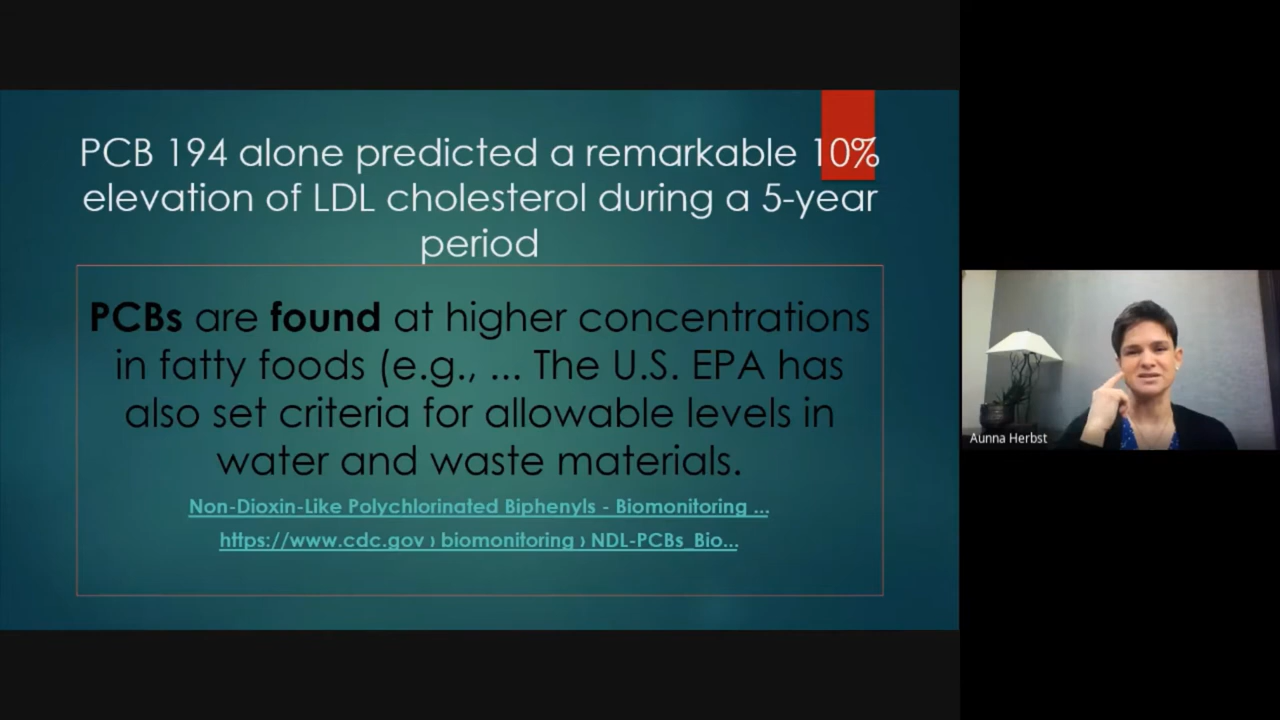 PCB 194 alone predicted a remarkable 10%
elevation of LDL cholesterol during a 5-year
period
PCBs are found at higher concentrations
in fatty foods (e.g., ... The U.S. EPA has
also set criteria for allowable levels in
water and waste materials.
Non-Dioxin-Like Polychlorinated Biphenyls - Biomonitoring ...
https://www.cdc.gov › biomonitoring › NDL-PCBs_Bio...
Aunna Herbst